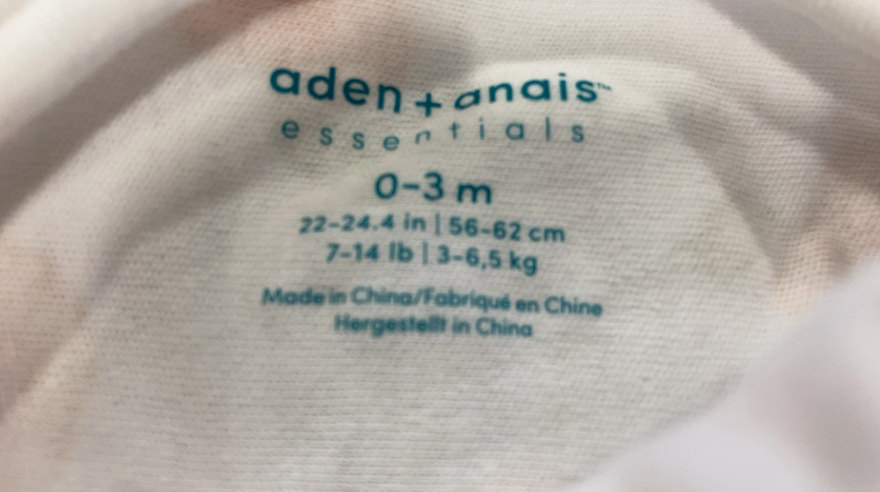 aden + anais™
essentials
0-3 m
22-24.4 in | 56-62 cm
7-14 lb | 3-6,5 kg
Made in China/Fabriqué en Chine
Hergestellt in China